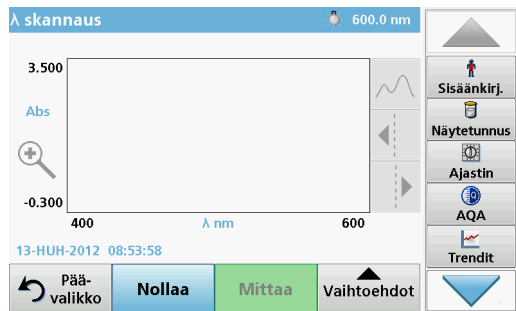 λ skannaus
600.0 nm
3.500
Abs
-0.300
400
λ nm
600
13-HUH-2012 08:53:58
Pää-
valikko
Nollaa
Mittaa
Vaihtoehdot
Sisäänkirj.
Näytetunnus
Ajastin
AQA
Trendit